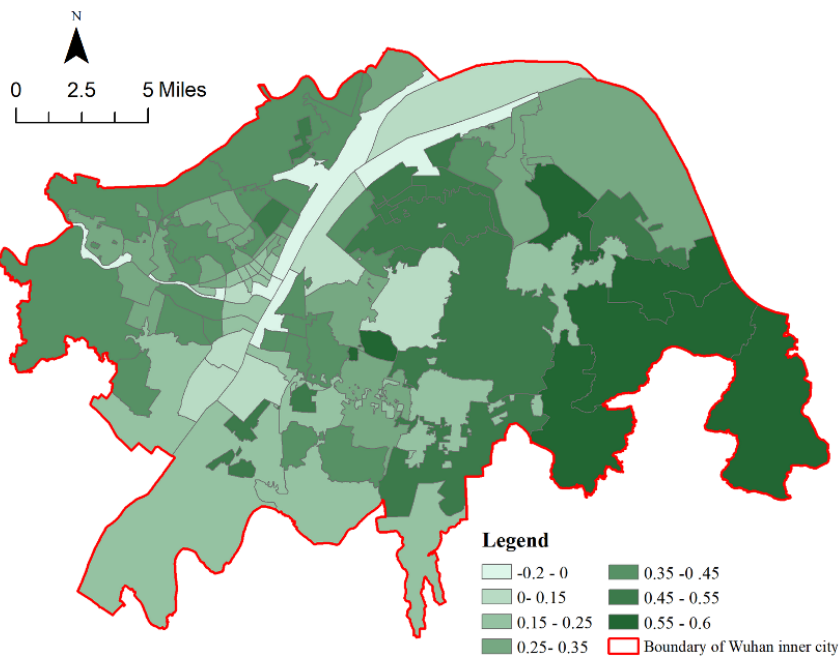 N
0 2.5 5 Miles
Legend
-0.2 - 0
0- 0.15
0.15 - 0.25
0.25- 0.35
0.35 -0 .45
0.45 - 0.55
0.55 - 0.6
Boundary of Wuhan inner city